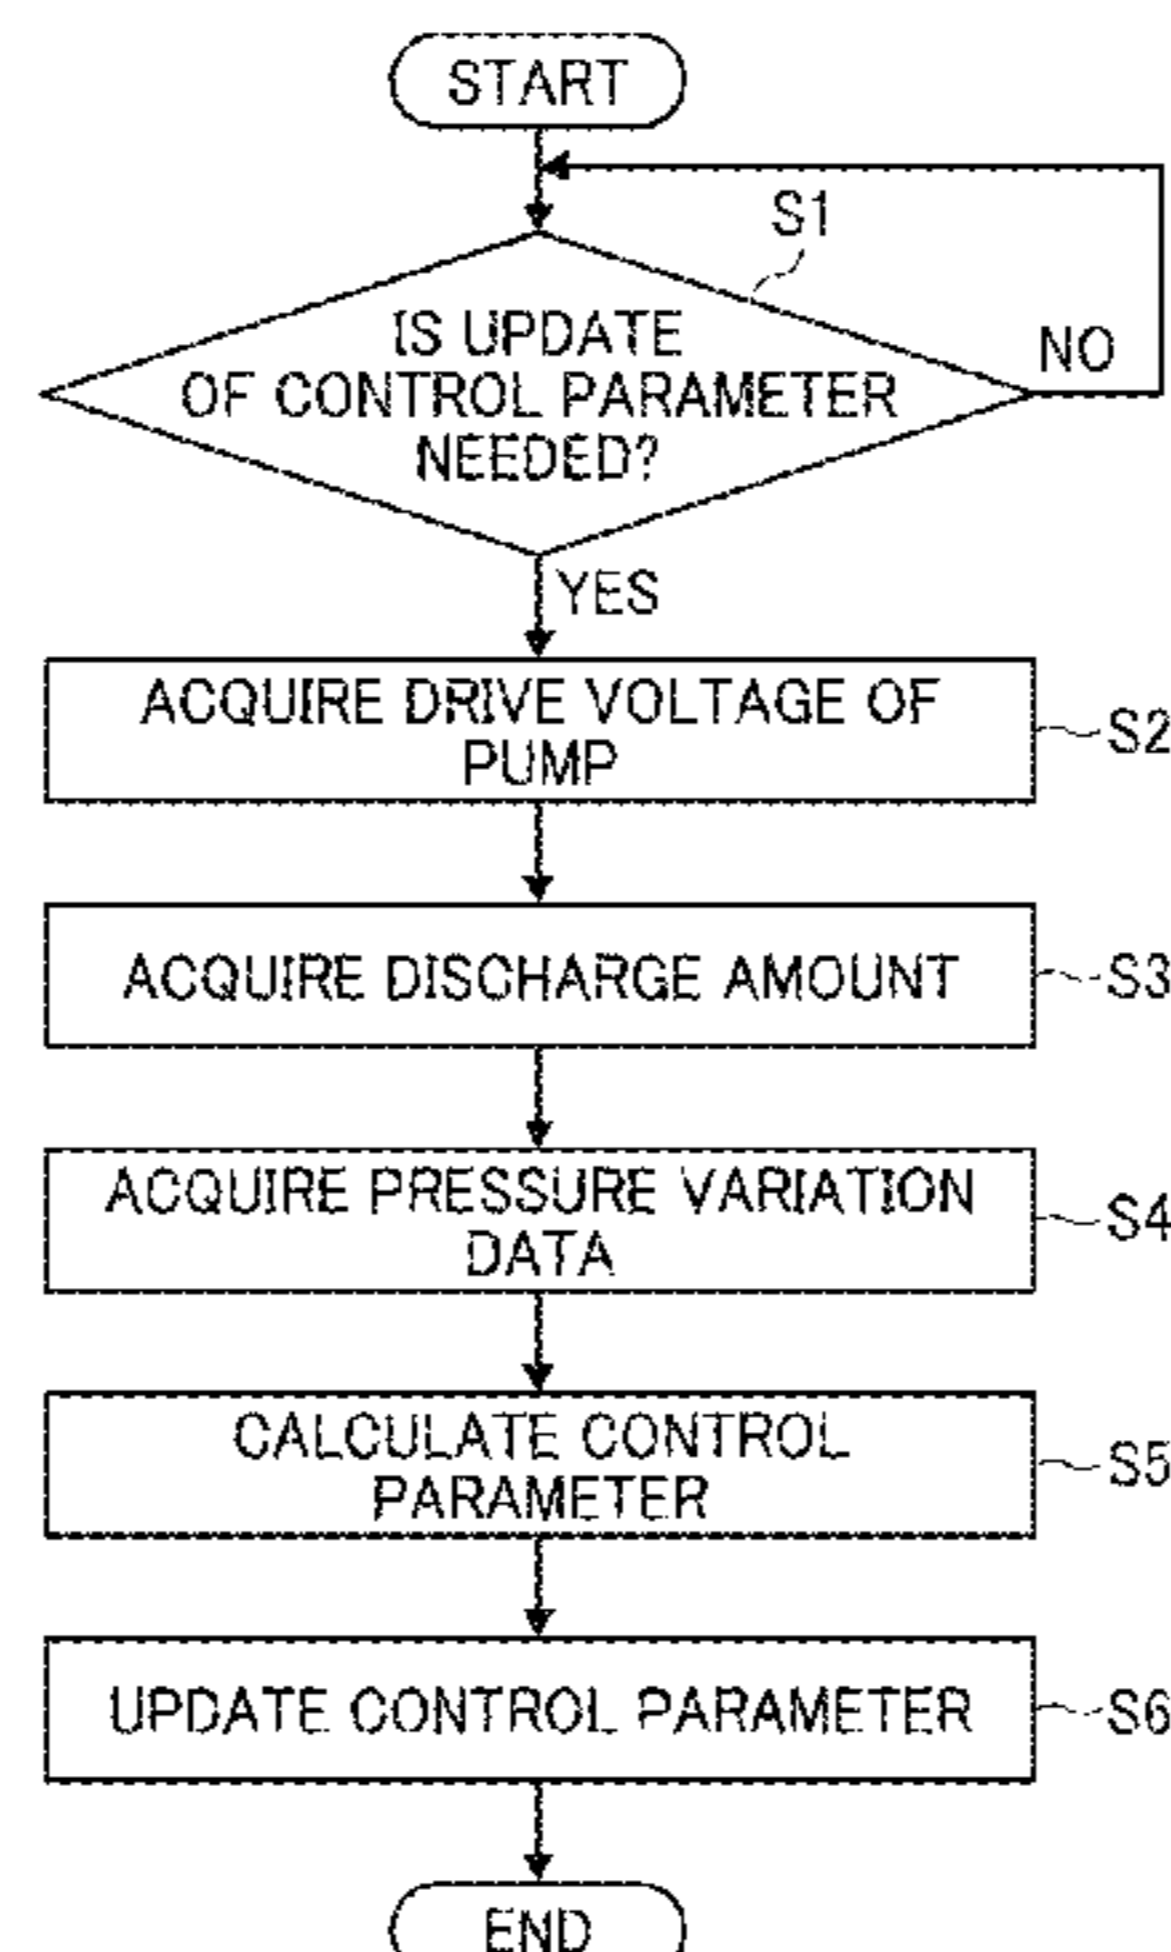 START
S1
IS UPDATE
OF CONTROL PARAMETER
NEEDED?
NO
YES
ACQUIRE DRIVE VOLTAGE OF
PUMP
S2
ACQUIRE DISCHARGE AMOUNT
S3
ACQUIRE PRESSURE VARIATION
DATA
S4
CALCULATE CONTROL
PARAMETER
S5
UPDATE CONTROL PARAMETER
S6
END